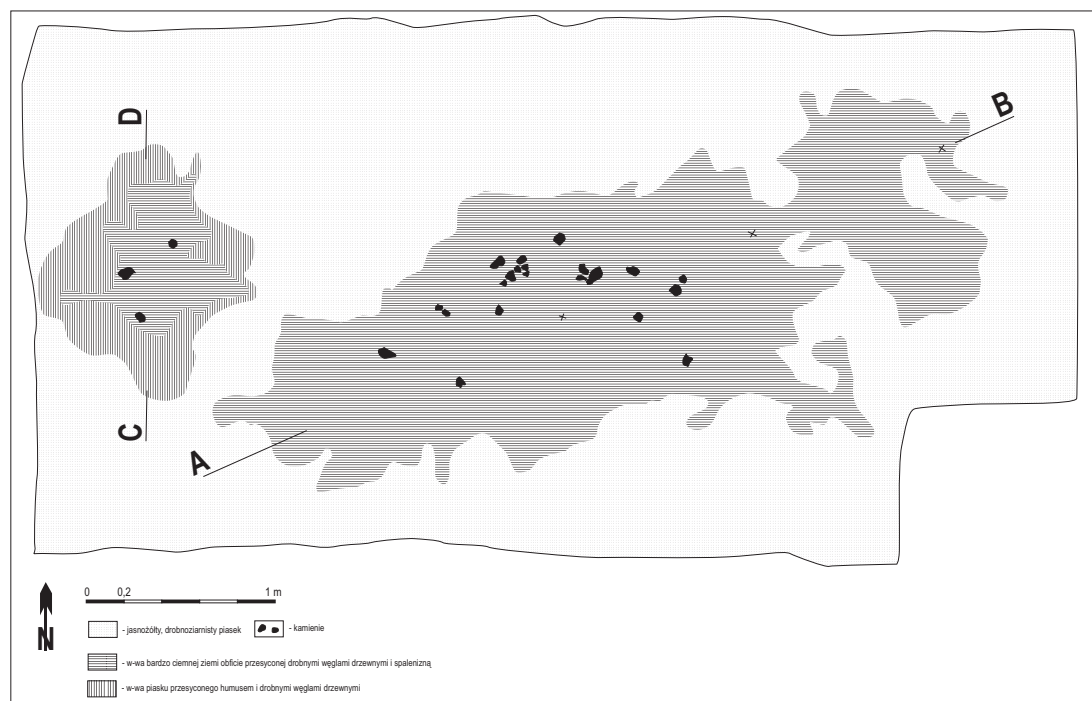 D
B
C
A
0 0,2 1 m
N
- jasnożółty, drobnoziarnisty piasek - kamienie
- w-wa bardzo ciemnej ziemi obficie przesyconej drobnymi węglami drzewnymi i spalenizną
- w-wa piasku przesyconego humusem i drobnymi węglami drzewnymi